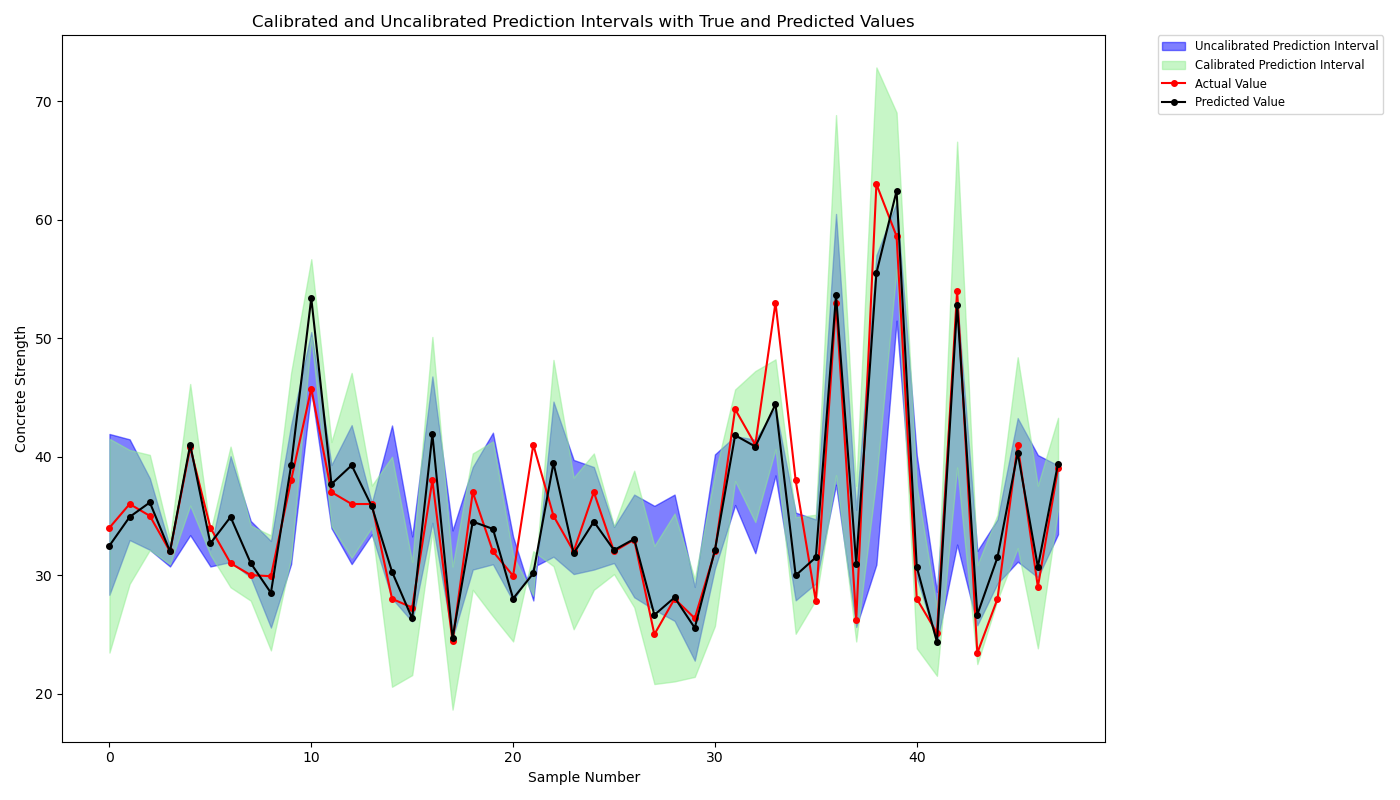 Calibrated and Uncalibrated Prediction Intervals with True and Predicted Values
Uncalibrated Prediction Interval
Calibrated Prediction Interval
Actual Value
Predicted Value
Concrete Strength
70
60
50
40
30
20
0 10 20 30 40
Sample Number